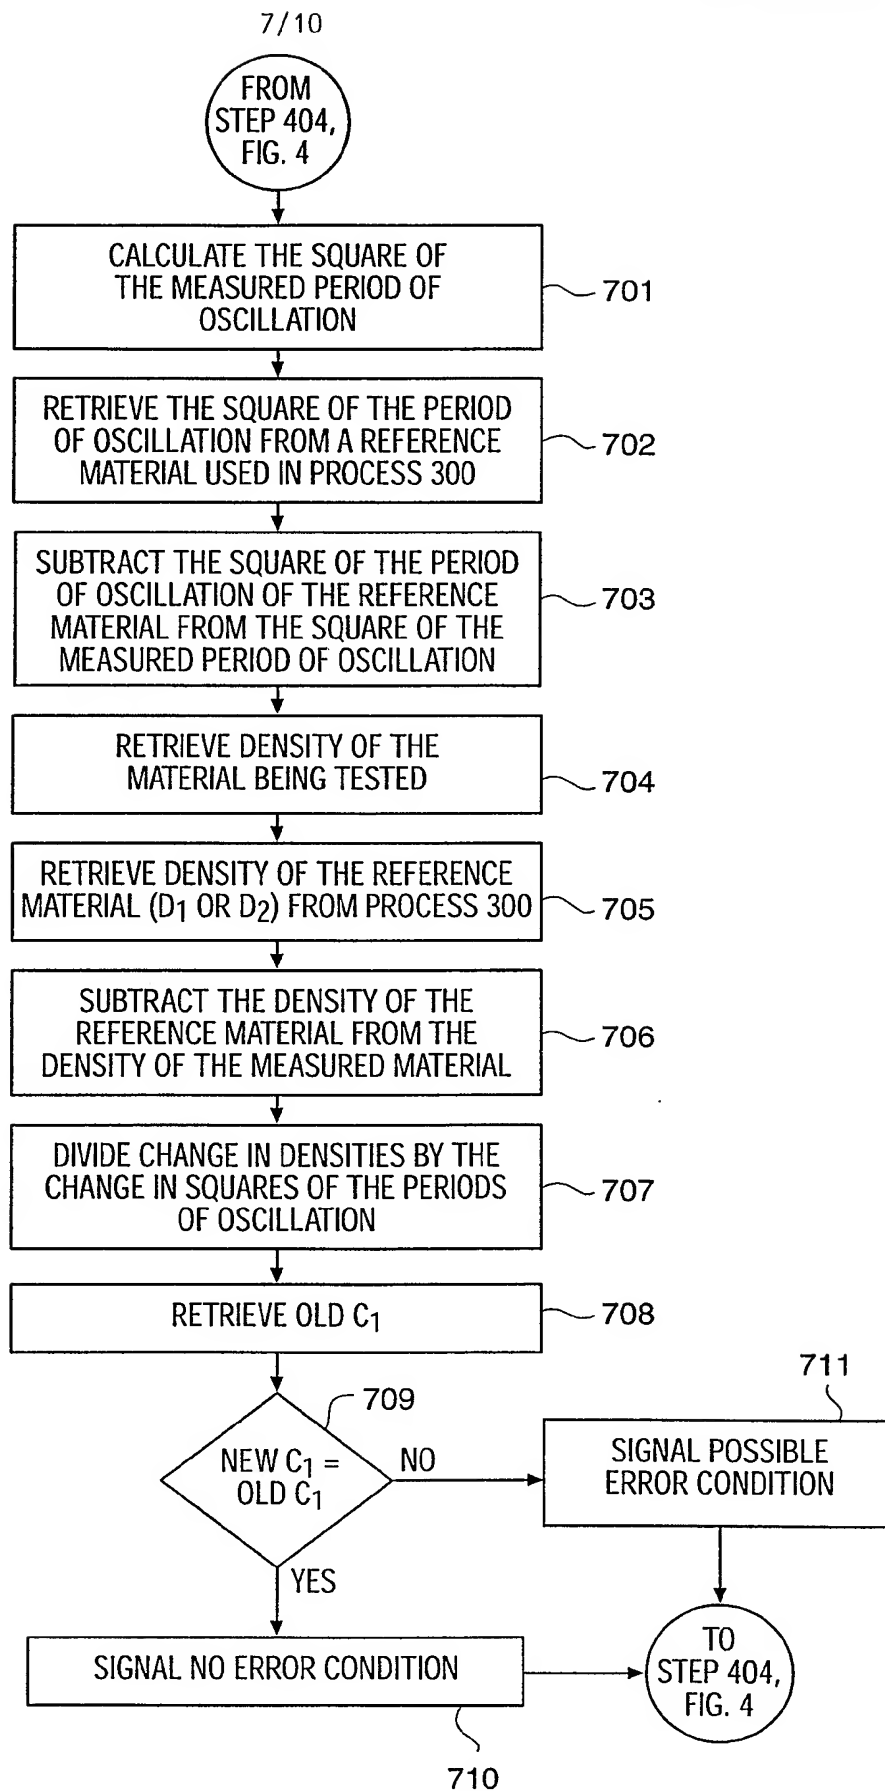 7/10
FROM
STEP 404,
FIG. 4
CALCULATE THE SQUARE OF
THE MEASURED PERIOD OF
OSCILLATION
701
RETRIEVE THE SQUARE OF THE PERIOD
OF OSCILLATION FROM A REFERENCE
MATERIAL USED IN PROCESS 300
702
SUBTRACT THE SQUARE OF THE PERIOD
OF OSCILLATION OF THE REFERENCE
MATERIAL FROM THE SQUARE OF THE
MEASURED PERIOD OF OSCILLATION
703
RETRIEVE DENSITY OF THE
MATERIAL BEING TESTED
704
RETRIEVE DENSITY OF THE REFERENCE
MATERIAL (D1 OR D2) FROM PROCESS 300
705
SUBTRACT THE DENSITY OF THE
REFERENCE MATERIAL FROM THE
DENSITY OF THE MEASURED MATERIAL
706
DIVIDE CHANGE IN DENSITIES BY THE
CHANGE IN SQUARES OF THE PERIODS
OF OSCILLATION
707
RETRIEVE OLD C1
708
709
NEW C1 =
OLD C1
NO
YES
711
SIGNAL POSSIBLE
ERROR CONDITION
SIGNAL NO ERROR CONDITION
710
TO
STEP 404,
FIG. 4